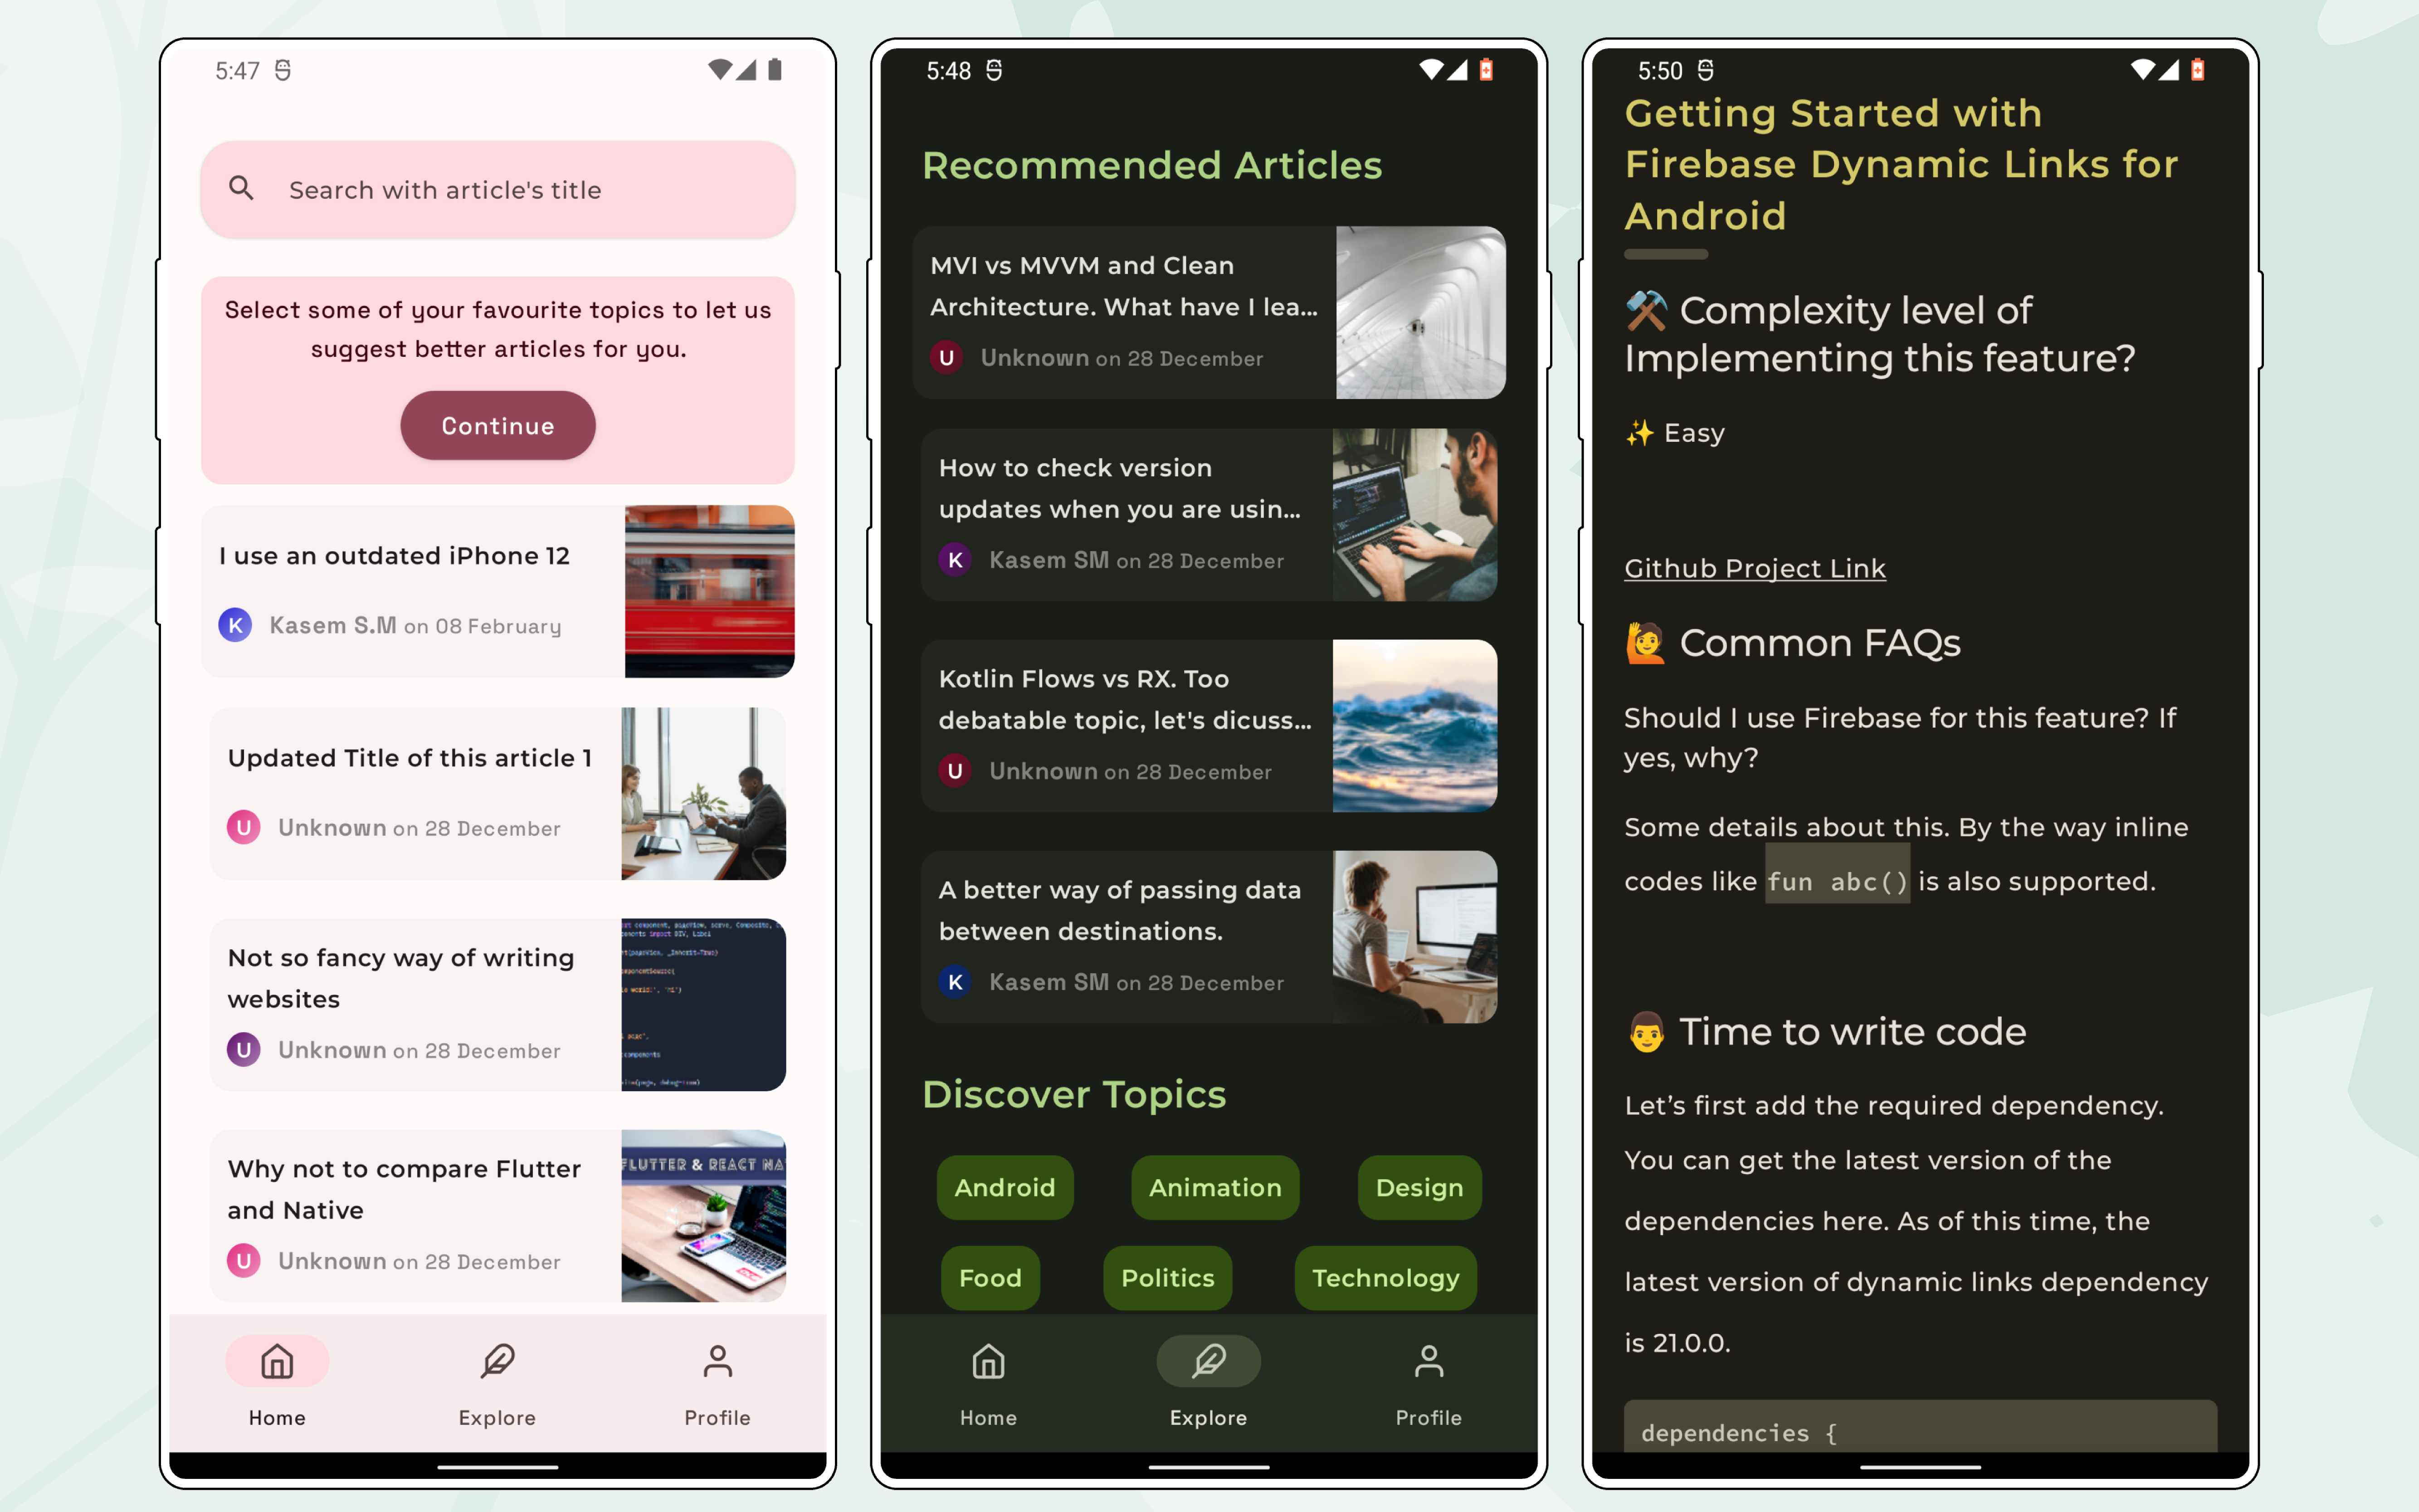 5:47
Search with article's title
Select some of your favourite topics to let us
suggest better articles for you.
Continue
I use an outdated iPhone 12
K Kasem S.M on 08 February
Updated Title of this article 1
U Unknown on 28 December
Not so fancy way of writing
websites
U Unknown on 28 December
Why not to compare Flutter
and Native
U Unknown on 28 December
FLUTTER & REACT NA
Home Explore Profile
5:48
Recommended Articles
MVI vs MVVM and Clean
Architecture. What have I lea...
U Unknown on 28 December
How to check version
updates when you are usin...
K Kasem SM on 28 December
Kotlin Flows vs RX. Too
debatable topic, let's dicuss...
U Unknown on 28 December
A better way of passing data
between destinations.
K Kasem SM on 28 December
Discover Topics
Android Animation Design
Food Politics Technology
Home Explore Profile
5:50
Getting Started with
Firebase Dynamic Links for
Android
⚒️ Complexity level of
Implementing this feature?
✨ Easy
Github Project Link
🙋 Common FAQs
Should I use Firebase for this feature? If
yes, why?
Some details about this. By the way inline
codes like fun abc() is also supported.
👨 Time to write code
Let’s first add the required dependency.
You can get the latest version of the
dependencies here. As of this time, the
latest version of dynamic links dependency
is 21.0.0.
dependencies {